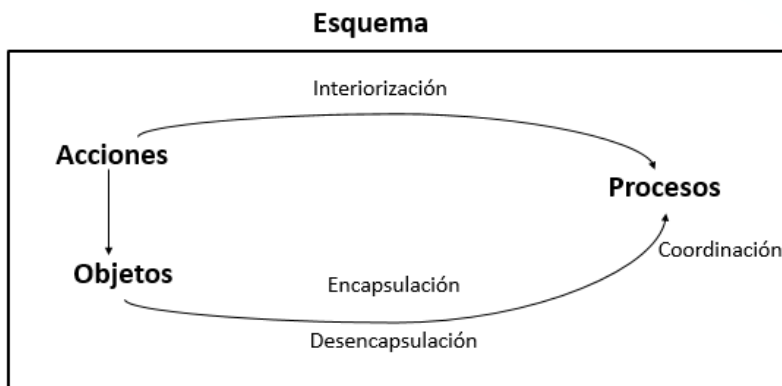 Esquema
Interiorización
Acciones
Procesos
Coordinación
Objetos
Encapsulación
Desencapsulación